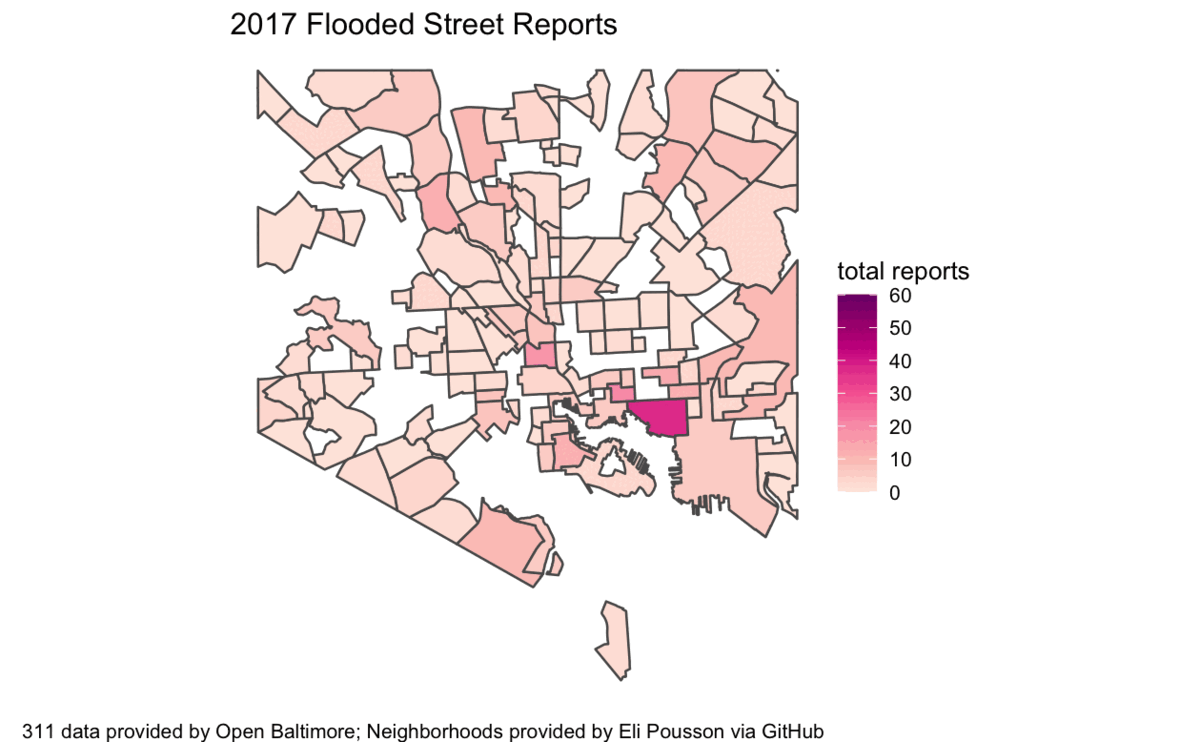 2017 Flooded Street Reports
total reports
60
50
40
30
20
10
0
311 data provided by Open Baltimore; Neighborhoods provided by Eli Pousson via GitHub